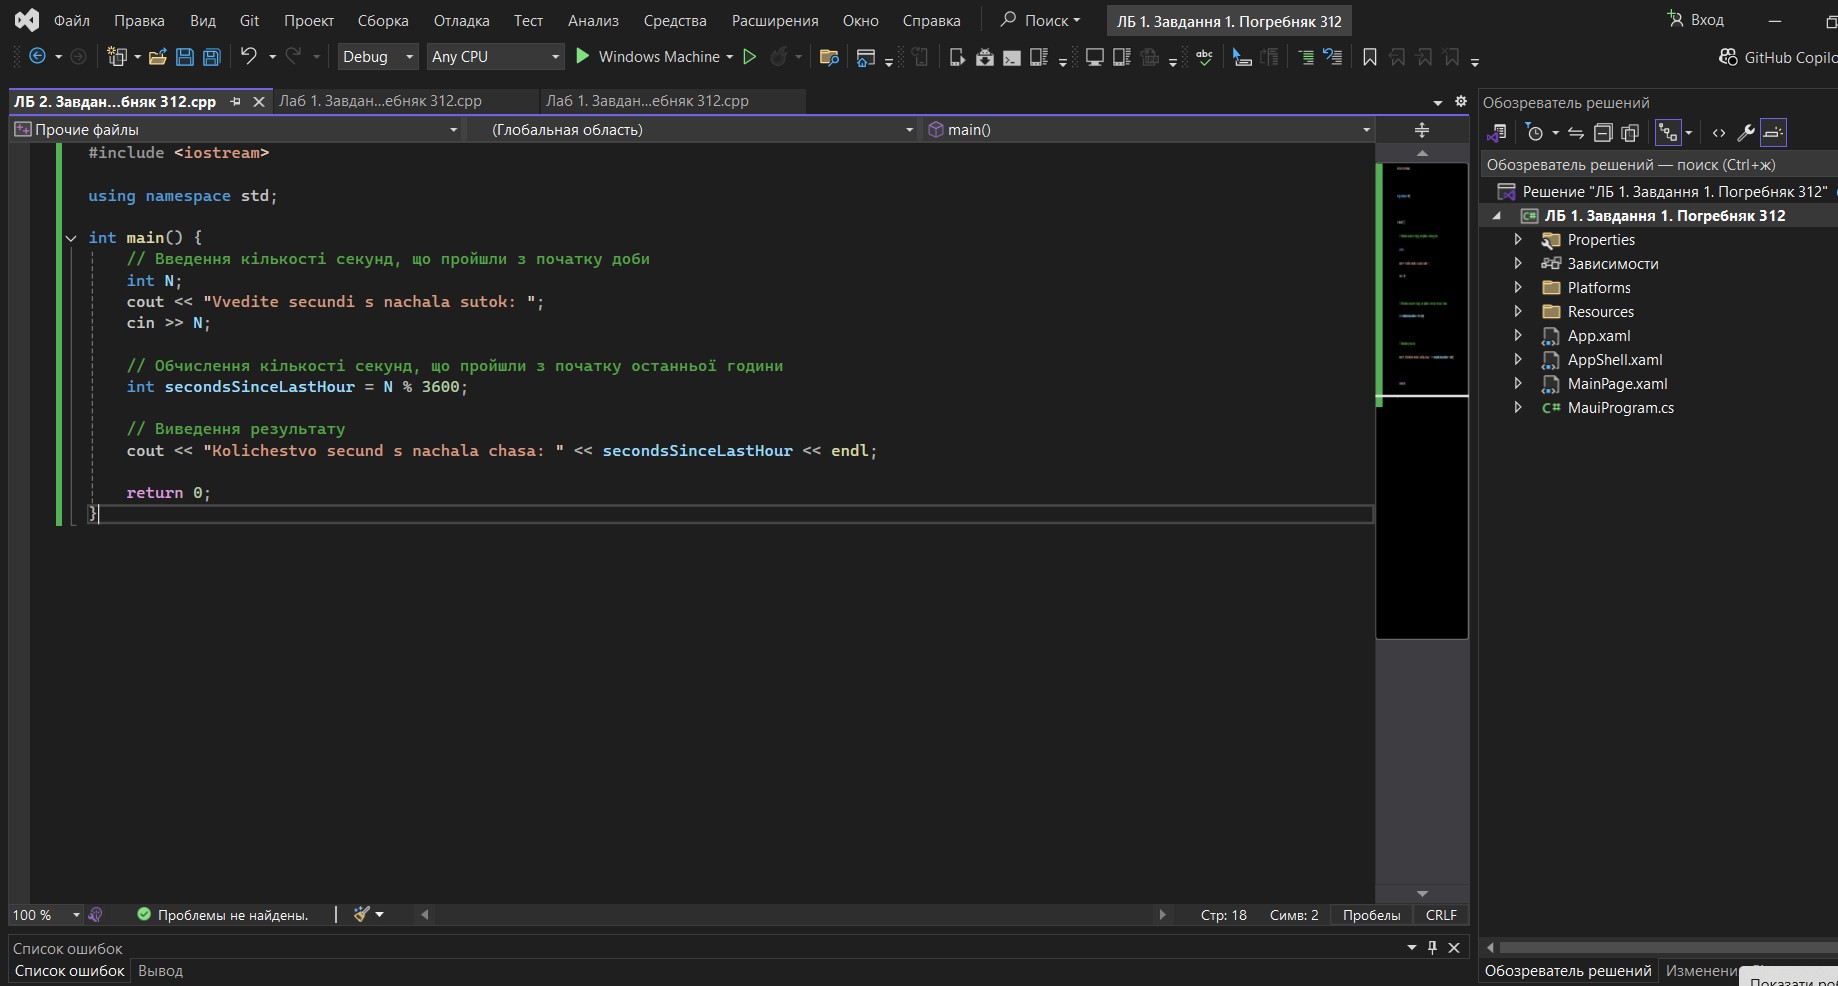 Файл Правка Вид Git Проект Сборка Отладка Тест Анализ Средства Расширения Окно Справка Поиск ЛБ 1. Завдання 1. Погребняк 312 Вход
Debug Any CPU Windows Machine abc GitHub Copilo
ЛБ 2. Завдан...бняк 312.cpp Лаб 1. Завдан...ебняк 312.cpp Лаб 1. Завдан...ебняк 312.cpp
Прочие файлы (Глобальная область) main()
#include <iostream>
using namespace std;
int main() {
// Введення кількості секунд, що пройшли з початку доби
int N;
cout << "Vvedite secundi s nachala sutok: ";
cin >> N;
// Обчислення кількості секунд, що пройшли з початку останньої години
int secondsSinceLastHour = N % 3600;
// Виведення результату
cout << "Kolichestvo secund s nachala chasa: " << secondsSinceLastHour << endl;
return 0;
}
100 % Проблемы не найдены. Стр: 18 Симв: 2 Пробелы CRLF
Список ошибок
Список ошибок Вывод
Обозреватель решений
Обозреватель решений — поиск (Ctrl+ж)
Решение "ЛБ 1. Завдання 1. Погребняк 312"
C# ЛБ 1. Завдання 1. Погребняк 312
Properties
Зависимости
Platforms
Resources
App.xaml
AppShell.xaml
MainPage.xaml
C# MauiProgram.cs
Обозреватель решений Изменени